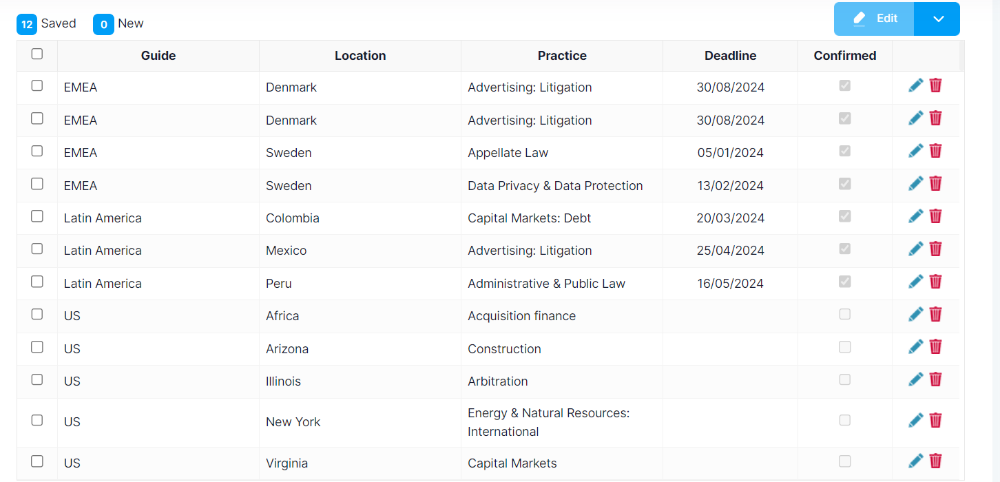 12 Saved 0 New Edit
Guide Location Practice Deadline Confirmed
EMEA Denmark Advertising: Litigation 30/08/2024
EMEA Denmark Advertising: Litigation 30/08/2024
EMEA Sweden Appellate Law 05/01/2024
EMEA Sweden Data Privacy & Data Protection 13/02/2024
Latin America Colombia Capital Markets: Debt 20/03/2024
Latin America Mexico Advertising: Litigation 25/04/2024
Latin America Peru Administrative & Public Law 16/05/2024
US Africa Acquisition finance
US Arizona Construction
US Illinois Arbitration
US New York Energy & Natural Resources:
International
US Virginia Capital Markets